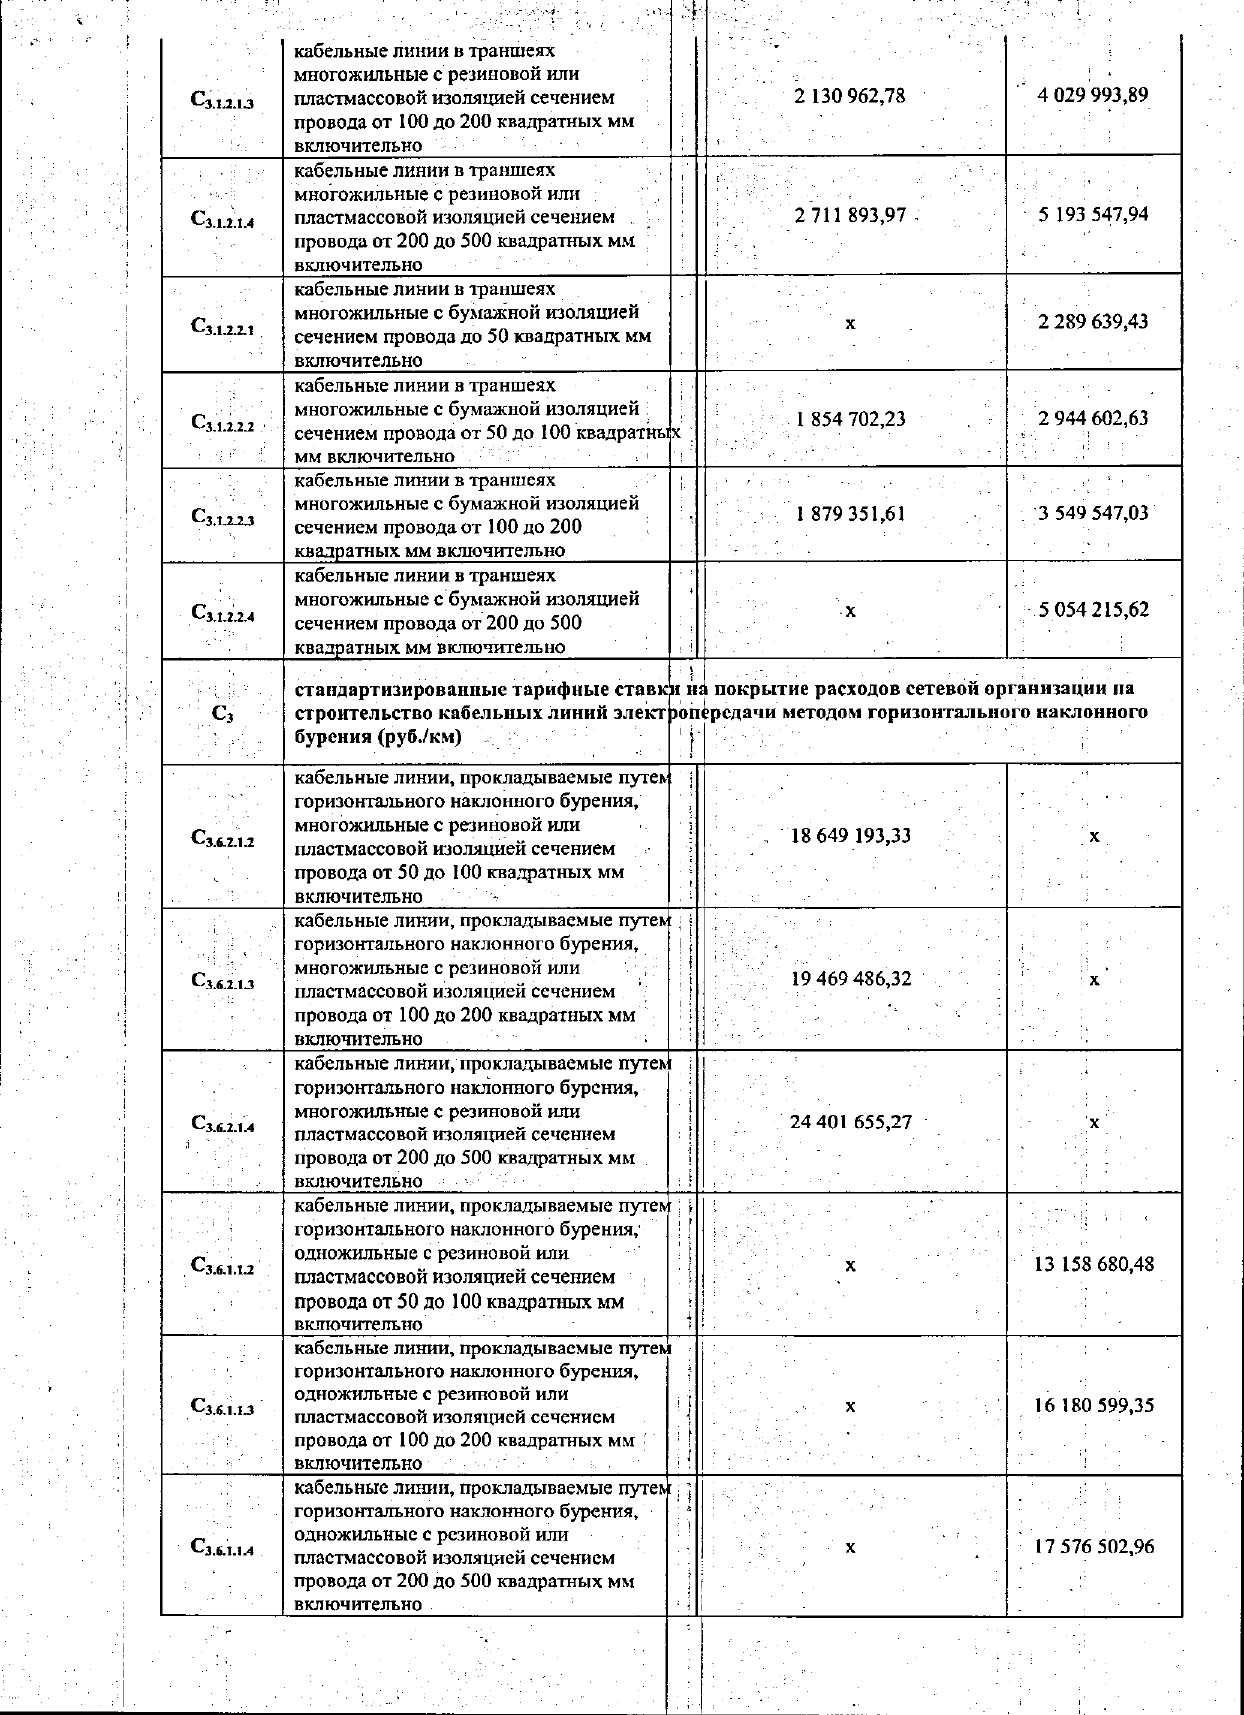 кабельные линии в траншеях
многожильные с резиновой или
С3.1.2.1.3 пластмассовой изоляцией сечением 2 130 962,78 4 029 993,89
провода от 100 до 200 квадратных мм
включительно
кабельные линии в траншеях
многожильные с резиновой или
С3.1.2.1.4 пластмассовой изоляцией сечением 2 711 893,97 5 193 547,94
провода от 200 до 500 квадратных мм
включительно
кабельные линии в траншеях
многожильные с бумажной изоляцией
С3.1.2.2.1 сечением провода до 50 квадратных мм х 2 289 639,43
включительно
кабельные линии в траншеях
многожильные с бумажной изоляцией
С3.1.2.2.2 сечением провода от 50 до 100 квадратных 1 854 702,23 2 944 602,63
мм включительно
кабельные линии в траншеях
многожильные с бумажной изоляцией
С3.1.2.2.3 сечением провода от 100 до 200 1 879 351,61 3 549 547,03
квадратных мм включительно
кабельные линии в траншеях
многожильные с бумажной изоляцией
С3.1.2.2.4 сечением провода от 200 до 500 х 5 054 215,62
квадратных мм включительно
стандартизированные тарифные ставки на покрытие расходов сетевой организации на
С3 строительство кабельных линий электропередачи методом горизонтального наклонного
бурения (руб./км)
кабельные линии, прокладываемые путем
горизонтального наклонного бурения,
многожильные с резиновой или
С3.6.2.1.2 пластмассовой изоляцией сечением 18 649 193,33 х
провода от 50 до 100 квадратных мм
включительно
кабельные линии, прокладываемые путем
горизонтального наклонного бурения,
многожильные с резиновой или
С3.6.2.1.3 пластмассовой изоляцией сечением 19 469 486,32 х
провода от 100 до 200 квадратных мм
включительно
кабельные линии, прокладываемые путем
горизонтального наклонного бурения,
многожильные с резиновой или
С3.6.2.1.4 пластмассовой изоляцией сечением 24 401 655,27 х
провода от 200 до 500 квадратных мм
включительно
кабельные линии, прокладываемые путем
горизонтального наклонного бурения,
одножильные с резиновой или
С3.6.1.1.2 пластмассовой изоляцией сечением х 13 158 680,48
провода от 50 до 100 квадратных мм
включительно
кабельные линии, прокладываемые путем
горизонтального наклонного бурения,
одножильные с резиновой или
С3.6.1.1.3 пластмассовой изоляцией сечением х 16 180 599,35
провода от 100 до 200 квадратных мм
включительно
кабельные линии, прокладываемые путем
горизонтального наклонного бурения,
одножильные с резиновой или
С3.6.1.1.4 пластмассовой изоляцией сечением х 17 576 502,96
провода от 200 до 500 квадратных мм
включительно